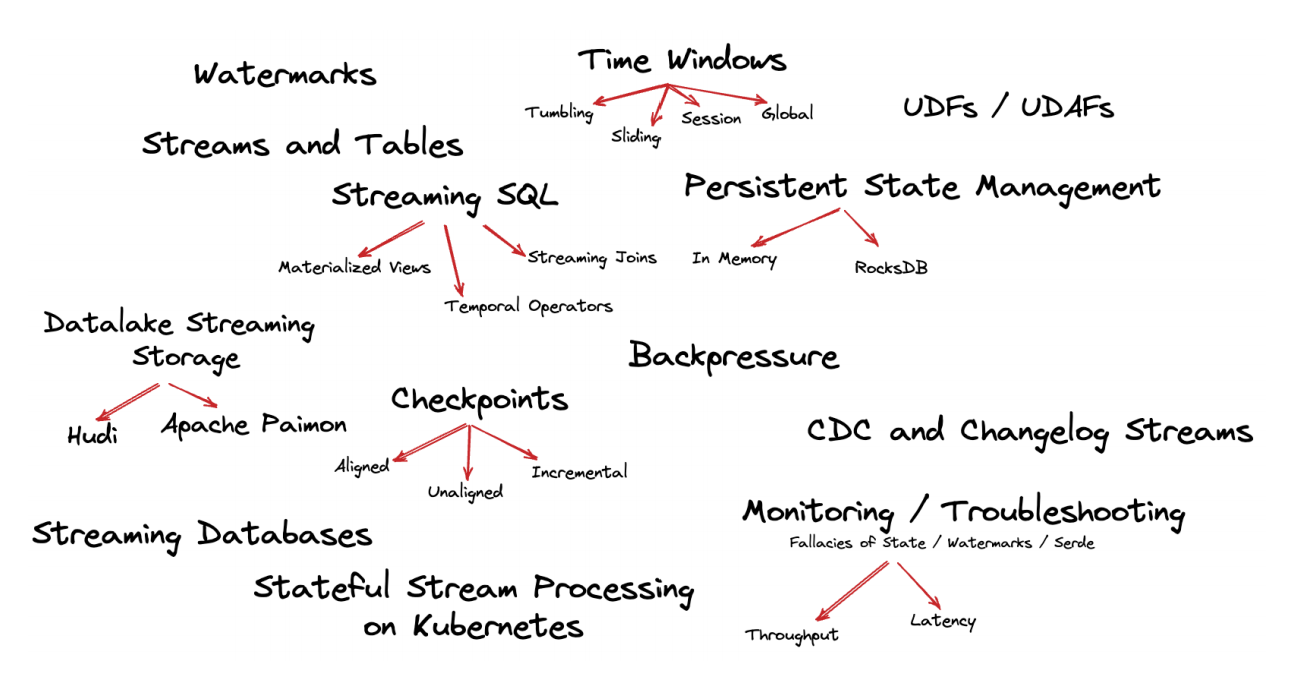 Time Windows
Watermarks
Tumbling
Sliding
Session
Global
UDFs / UDAFs
Streams and Tables
Streaming SQL
Materialized Views
Temporal Operators
Streaming Joins
Persistent State Management
In Memory
RocksDB
Datalake Streaming
Storage
Hudi
Apache Paimon
Backpressure
Checkpoints
Aligned
Unaligned
Incremental
CDC and Changelog Streams
Monitoring / Troubleshooting
Fallacies of State / Watermarks / Serde
Throughput
Latency
Streaming Databases
Stateful Stream Processing
on Kubernetes